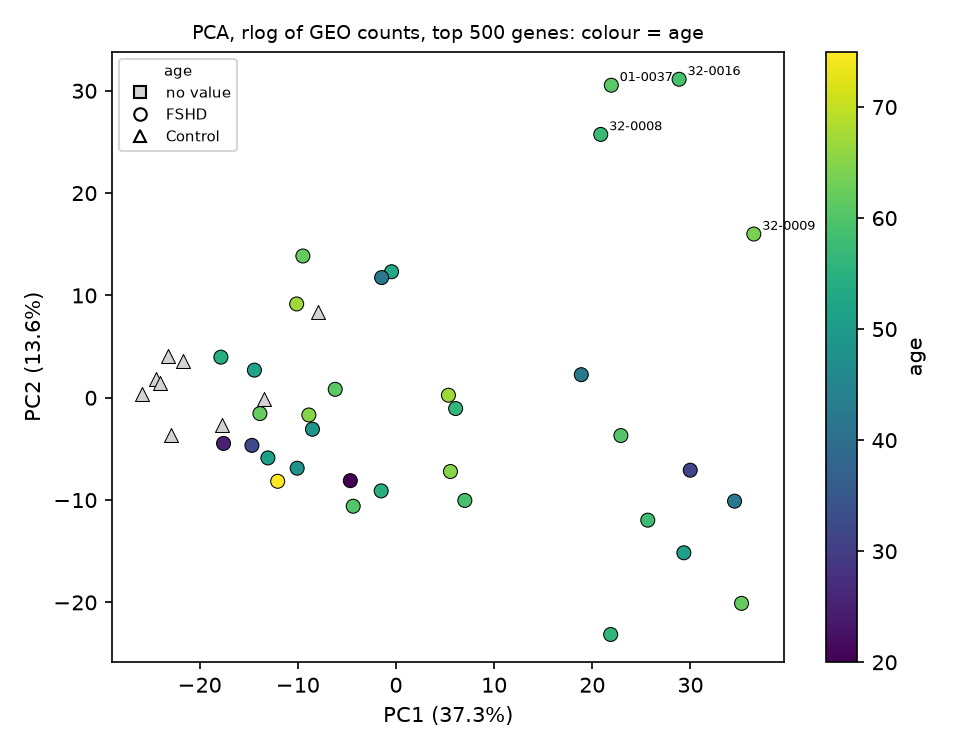 PCA, rlog of GEO counts, top 500 genes: colour = age
age
no value
FSHD
Control
01-0037
32-0016
32-0008
32-0009
30
20
10
0
−10
−20
PC2 (13.6%)
−20
−10
0
10
20
30
PC1 (37.3%)
70
60
50
40
30
20
age